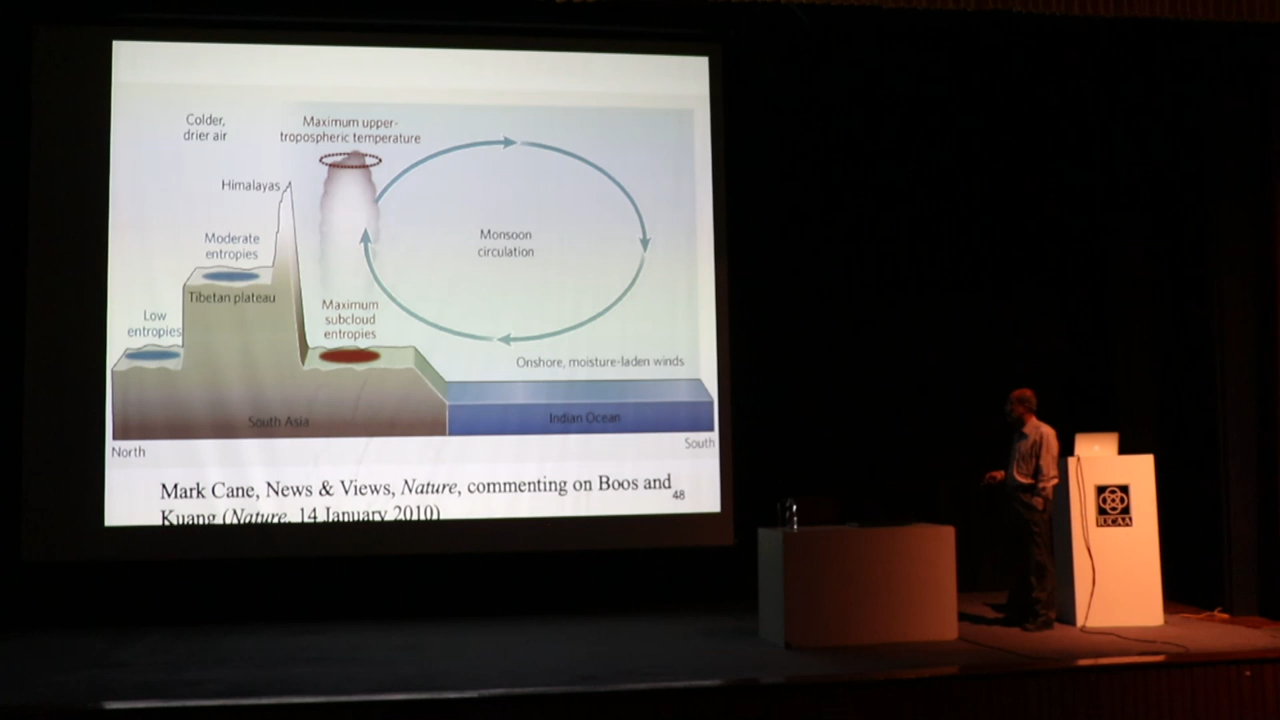 Colder,
drier air
Maximum upper-
tropospheric temperature
Himalayas
Moderate
entropies
Monsoon
circulation
Tibetan plateau
Low
entropies
Maximum
subcloud
entropies
Onshore, moisture-laden winds
South Asia
Indian Ocean
North
South
Mark Cane, News & Views, Nature, commenting on Boos and
48
Kuang (Nature, 14 January 2010)
IUCAA